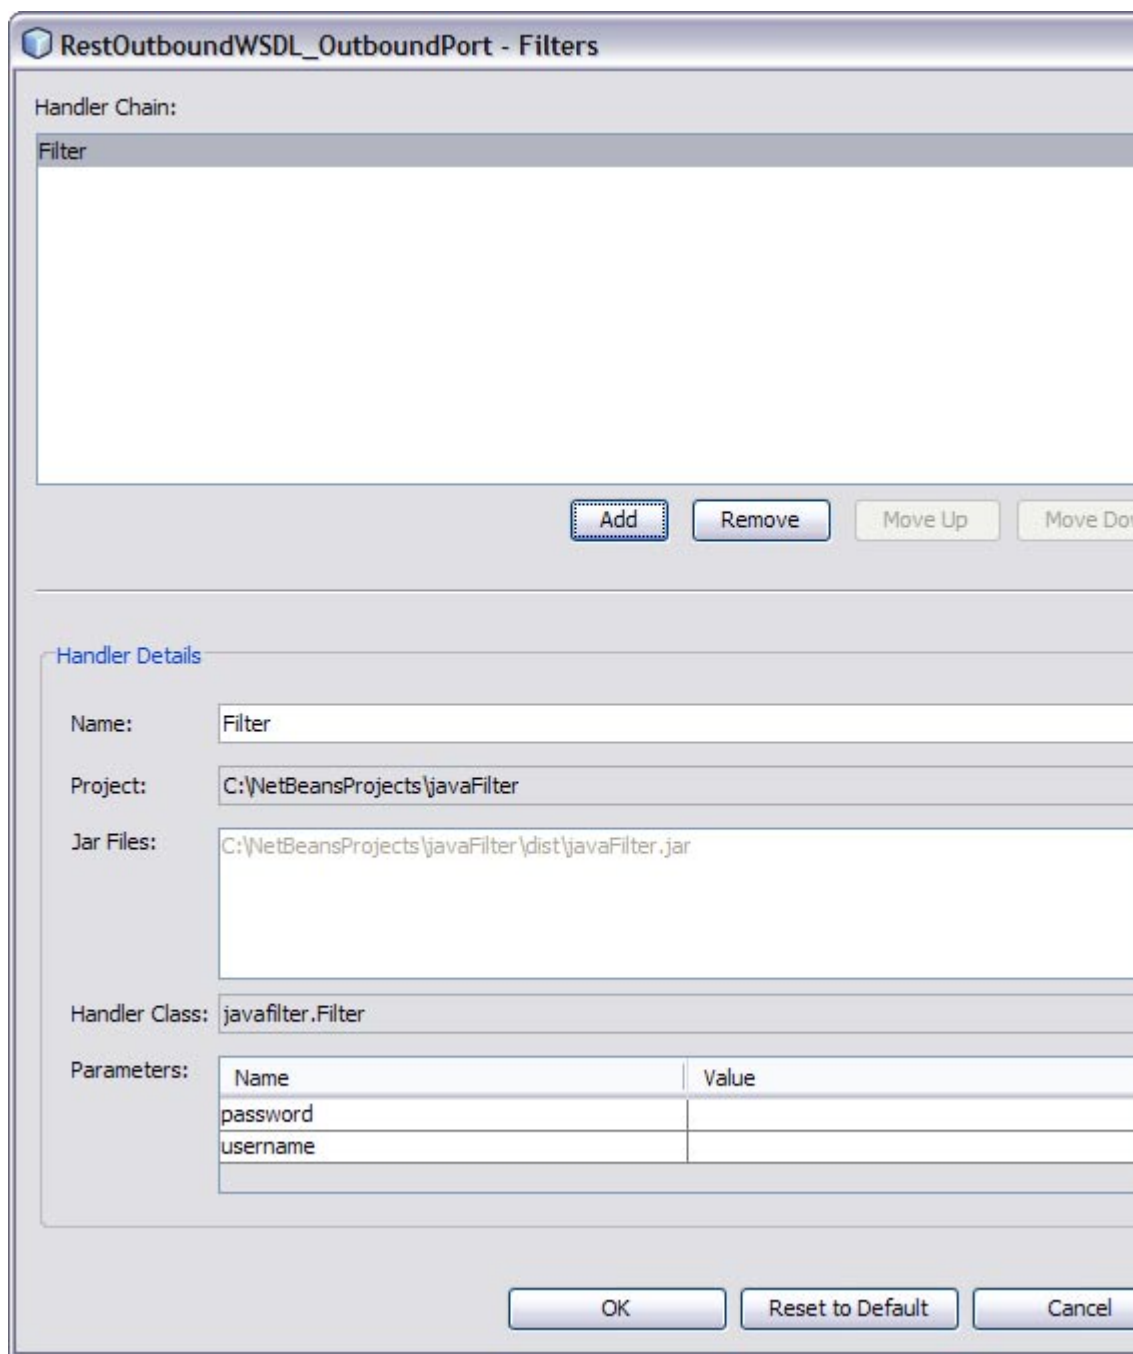 RestOutboundWSDL_OutboundPort - Filters
Handler Chain:
Filter
Add Remove Move Up Move
Handler Details
Name: Filter
Project: C:\NetBeansProjects\javaFilter
Jar Files: C:\NetBeansProjects\javaFilter\dist\javaFilter.jar
Handler Class: javafilter.Filter
Parameters: Name Value
password
username
OK Reset to Default Cancel